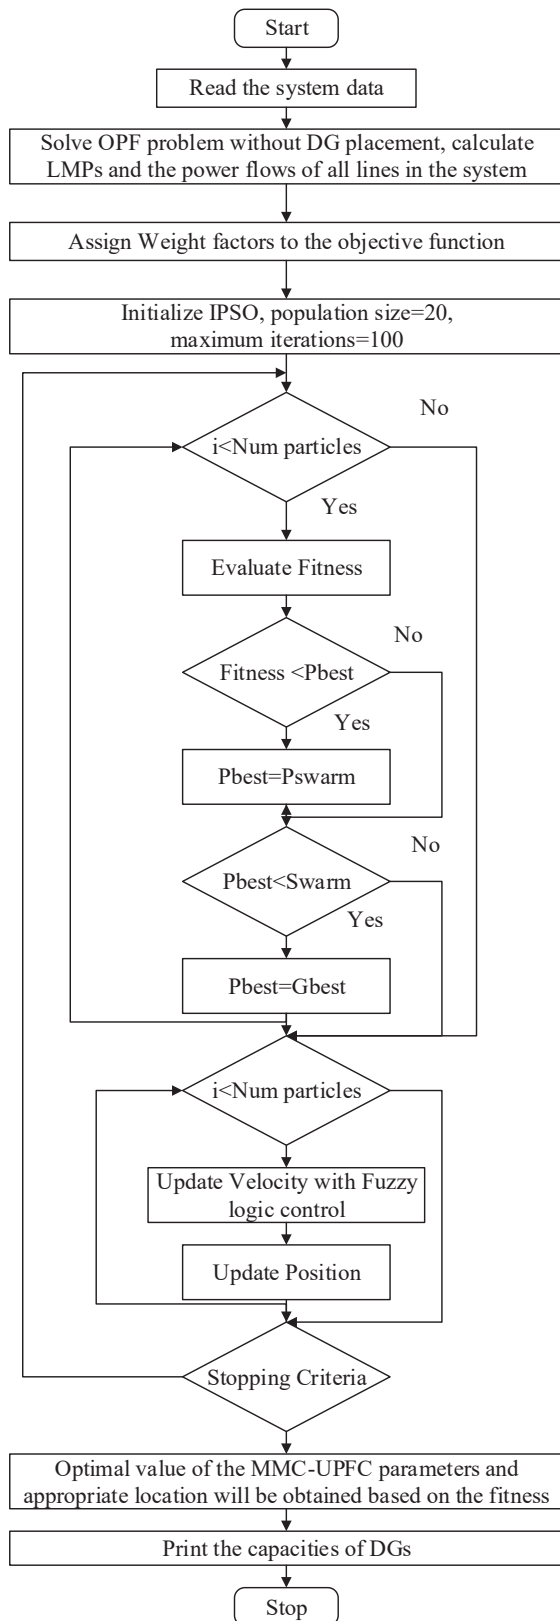 Start
Read the system data
Solve OPF problem without DG placement, calculate
LMPs and the power flows of all lines in the system
Assign Weight factors to the objective function
Initialize IPSO, population size=20,
maximum iterations=100
No
i<Num particles
Yes
Evaluate Fitness
No
Fitness <Pbest
Yes
Pbest=Pswarm
No
Pbest<Swarm
Yes
Pbest=Gbest
i<Num particles
Update Velocity with Fuzzy
logic control
Update Position
Stopping Criteria
Optimal value of the MMC-UPFC parameters and
appropriate location will be obtained based on the fitness
Print the capacities of DGs
Stop